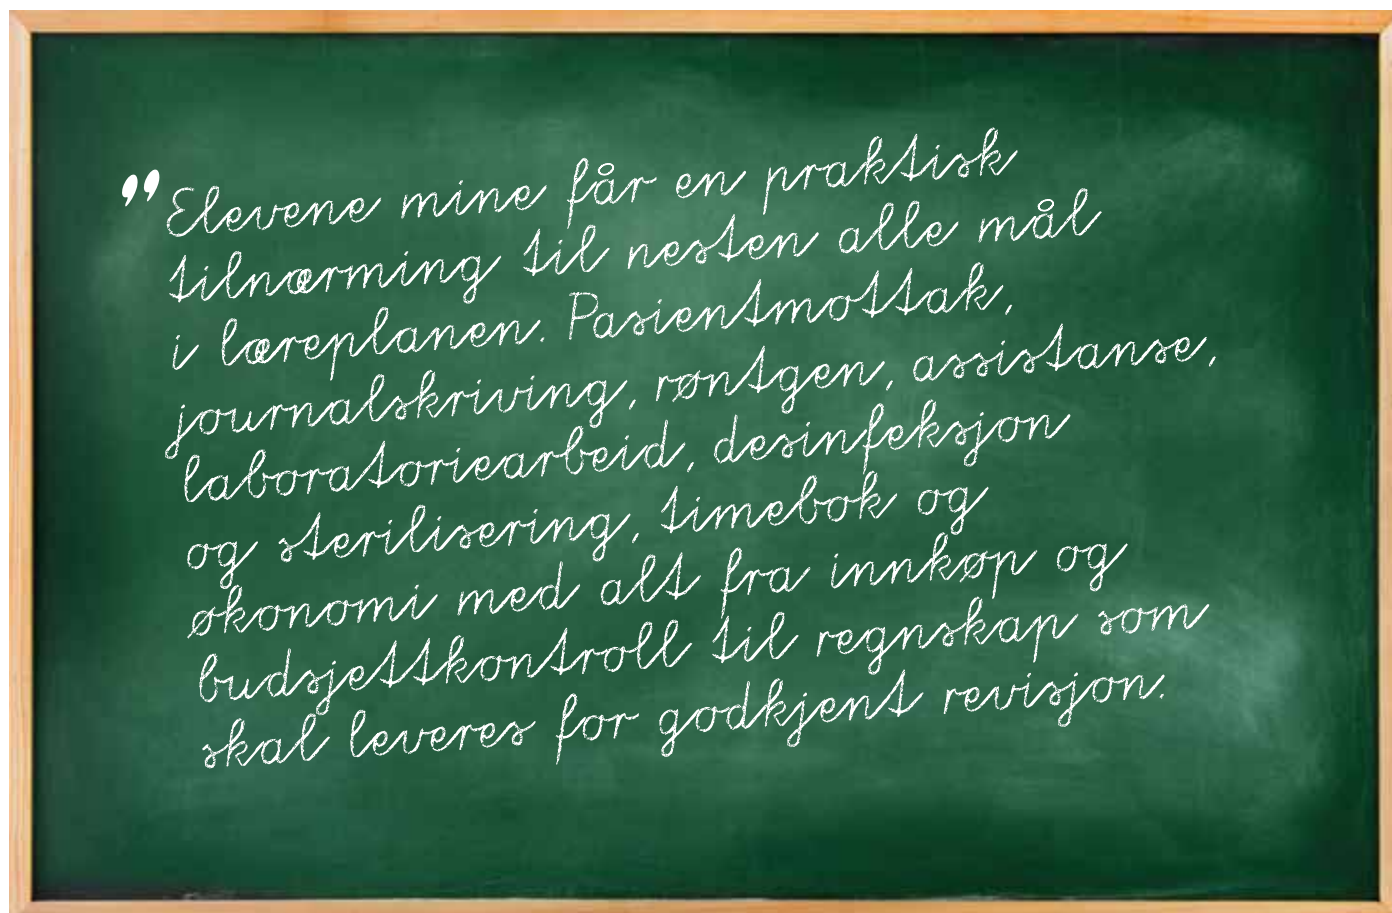 ” Elevene mine får en praktisk
tilnærming til nesten alle mål
i læreplanen. Pasientmottak,
journalskriving, røntgen, assistanse,
laboratoriearbeid, desinfeksjon
og sterilisering, timebok og
økonomi med alt fra innkøp og
budsjettkontroll til regnskap som
skal leveres for godkjent revisjon.